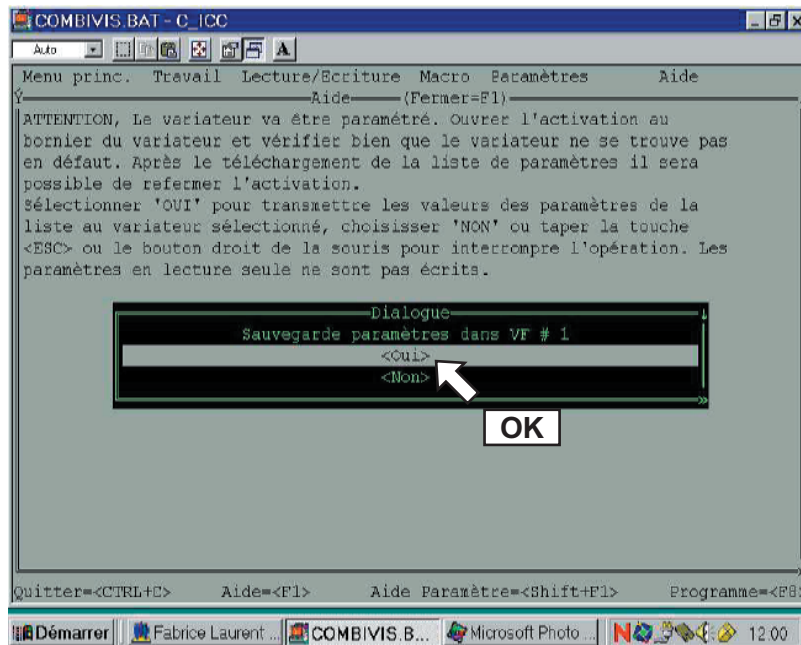 COMBIVIS.BAT - C_ICC
Auto
A
Menu princ. Travail Lecture/Ecriture Macro Paramètres Aide
Aide (Fermer=F1)
ATTENTION, Le variateur va être paramétré. Ouvrer l'activation au
bornier du variateur et vérifier bien que le variateur ne se trouve pas
en défaut. Après le téléchargement de la liste de paramètres il sera
possible de refermer l'activation.
Sélectionner 'OUI' pour transmettre les valeurs des paramètres de la
liste au variateur sélectionné, choisisser 'NON' ou taper la touche
<ESC> ou le bouton droit de la souris pour interrompre l'opération. Les
paramètres en lecture seule ne sont pas écrits.
Dialogue
Sauvegarde paramètres dans VF # 1
<Oui>
<Non>
OK
Quitter=<CTRL+C> Aide=<F1> Aide Paramètre=<Shift+F1> Programme=<F8>
Démarrer Fabrice Laurent ... COMBIVIS.B... Microsoft Photo ... 12:00